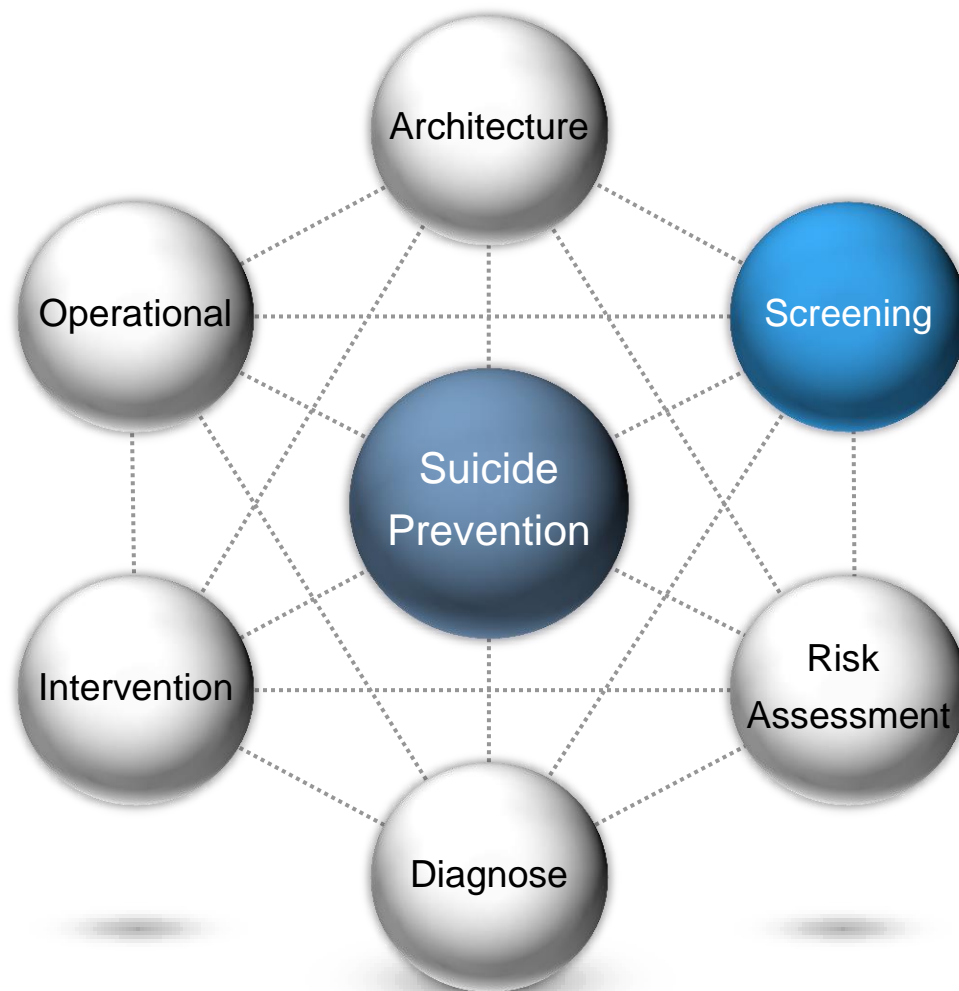 Architecture
Operational
Screening
Suicide
Prevention
Intervention
Risk
Assessment
Diagnose